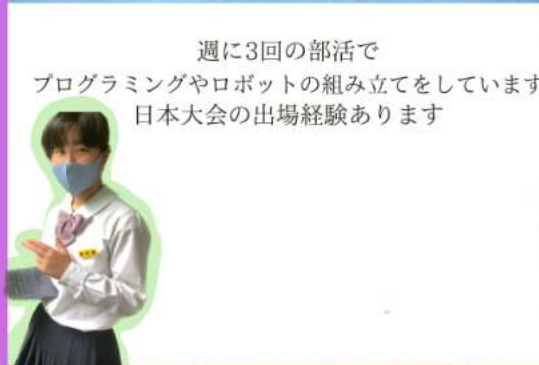 週に3回の部活で
プログラミングやロボットの組み立てをしています
日本大会の出場経験あります